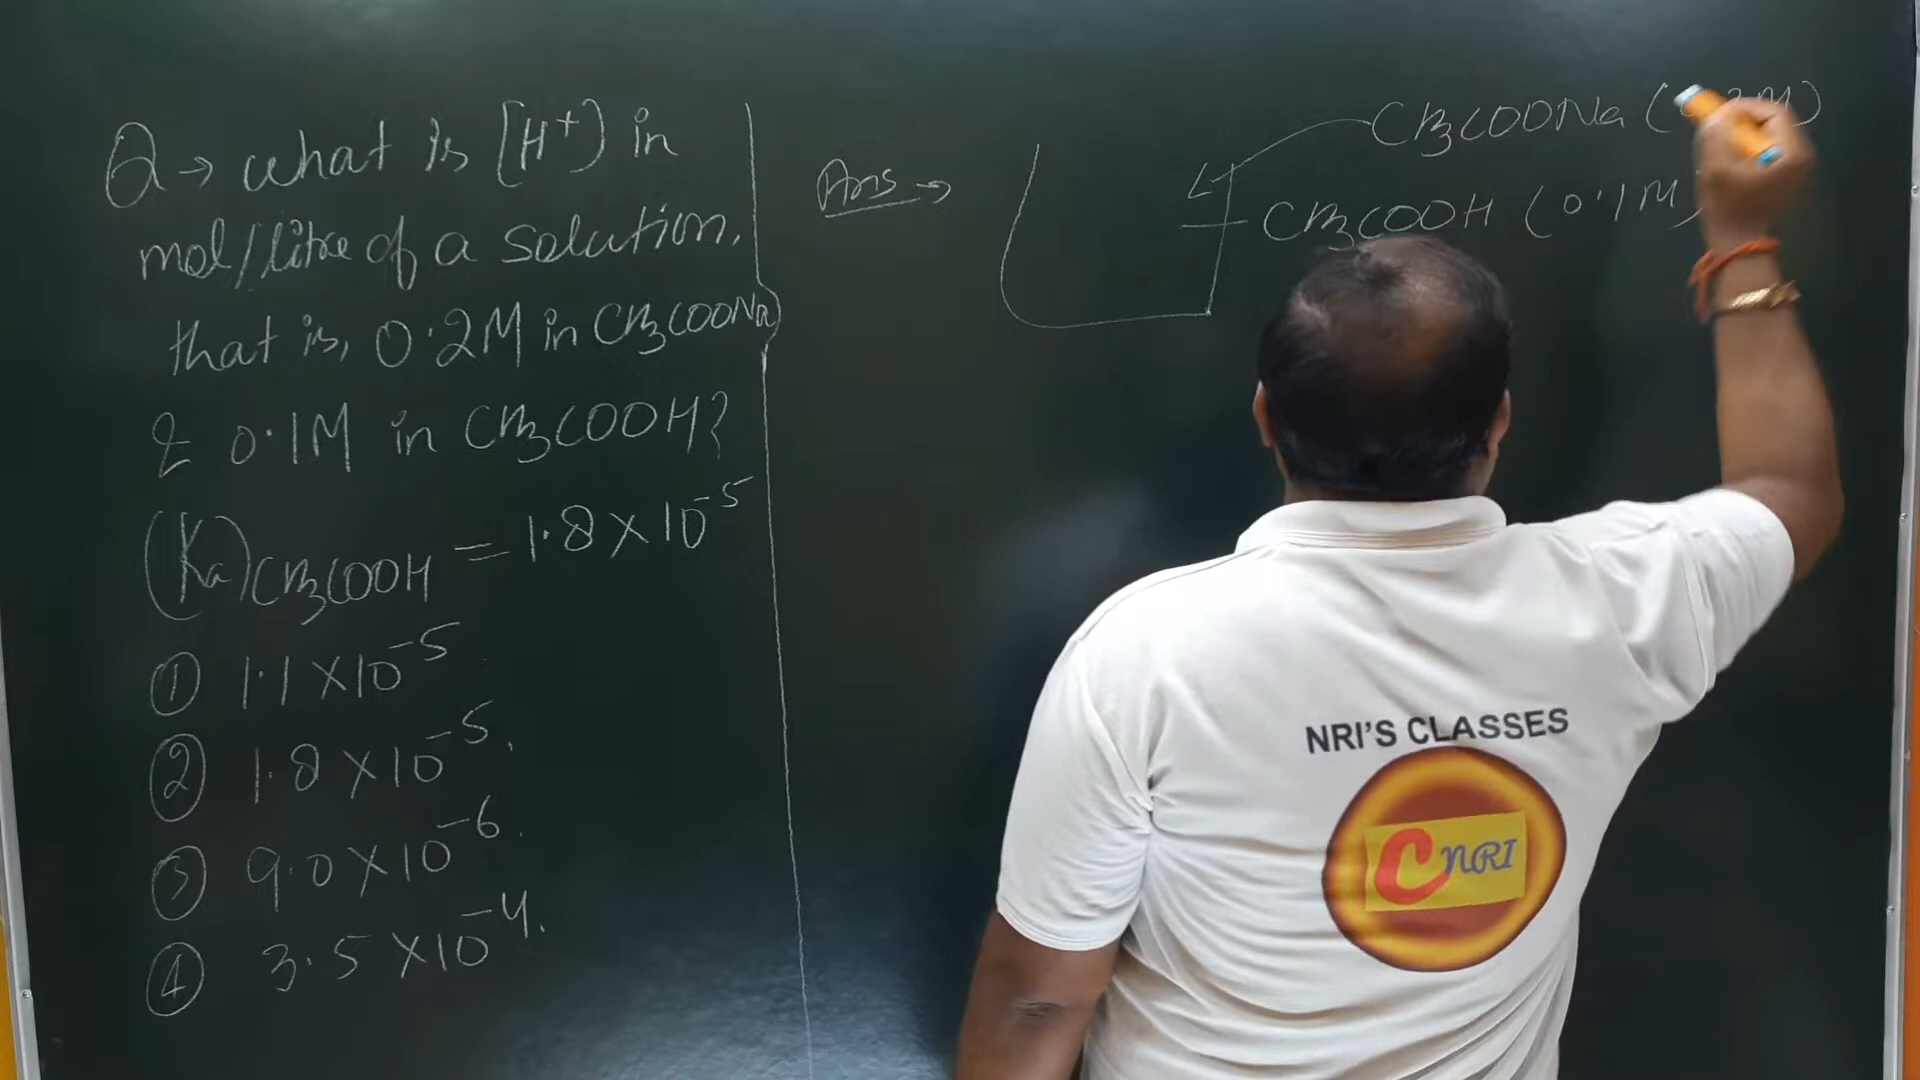 Q→ what is [H+) in
mol/litre of a solution,
that is, 0.2M in CH3COONa
& 0.1M in CH3COOH?
(Ka)CH3COOH = 1.8×10-5
① 1.1×10-5
② 1.8×10-5.
③ 9.0×10-6.
④ 3.5×10-4.
Ans→
CH3COONa ( 2M)
CH3COOH (0.1M)
NRI'S CLASSES
CNRI